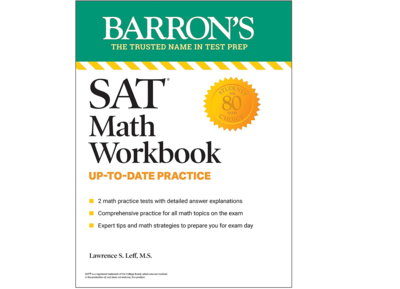 BARRON'S
THE TRUSTED NAME IN TEST PREP
SAT®
Math
Workbook
80
UP-TO-DATE PRACTICE
2 math practice tests with detailed answer explanations
Comprehensive practice for all math topics on the exam
Expert tips and math strategies to prepare you for exam day
Lawrence S. Leff, M.S.